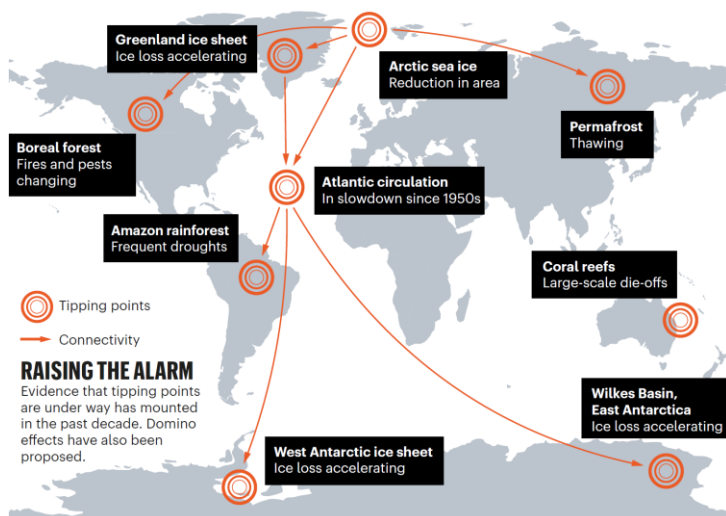 Greenland ice sheet
Ice loss accelerating
Arctic sea ice
Reduction in area
Permafrost
Thawing
Boreal forest
Fires and pests
changing
Atlantic circulation
In slowdown since 1950s
Amazon rainforest
Frequent droughts
Coral reefs
Large-scale die-offs
Tipping points
Connectivity
RAISING THE ALARM
Evidence that tipping points
are under way has mounted
in the past decade. Domino
effects have also been
proposed.
Wilkes Basin,
East Antarctica
Ice loss accelerating
West Antarctic ice sheet
Ice loss accelerating